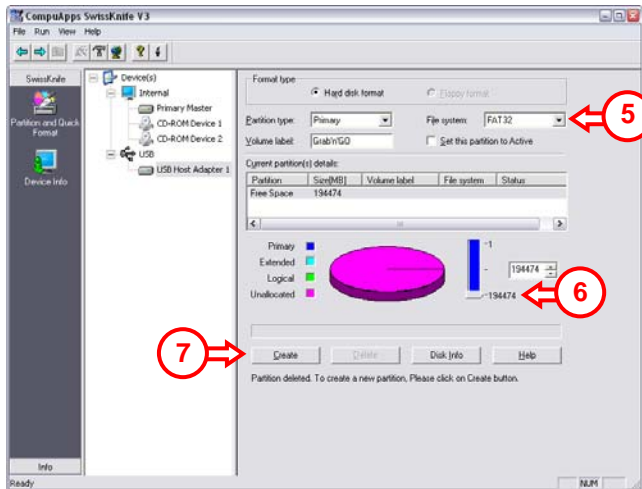 CompuApps SwissKnife V3
File Run View Help
SwissKnife
Partition and Quick Format
Device Info
Info
Device(s)
Internal
Primary Master
CD-ROM Device 1
CD-ROM Device 2
USB
USB Host Adapter 1
Format type
Hard disk format
Floppy format
Partition type: Primary
File system: FAT32
5
Volume label: Grab'n'GO
Set this partition to Active
Current partition(s) details:
Partition Size[MB] Volume label File system Status
Free Space 194474
Primary
Extended
Logical
Unallocated
1
194474
194474
6
7
Create Delete Disk Info Help
Partition deleted. To create a new partition, Please click on Create button.
Ready
NUM